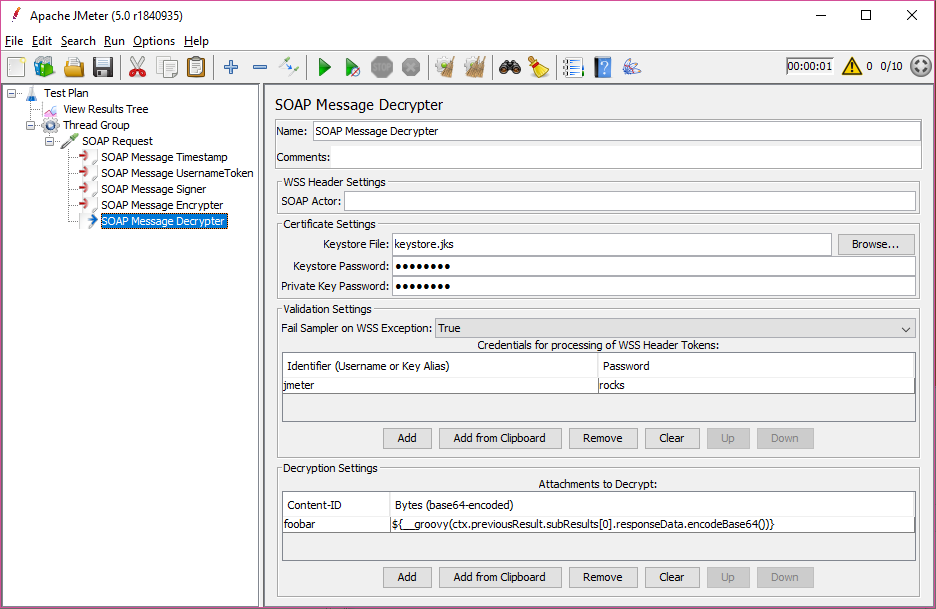 Apache JMeter (5.0 r1840935)
File Edit Search Run Options Help
STOP 00:00:01 0 0/10
Test Plan
View Results Tree
Thread Group
SOAP Request
SOAP Message Timestamp
SOAP Message UsernameToken
SOAP Message Signer
SOAP Message Encrypter
SOAP Message Decrypter
SOAP Message Decrypter
Name: SOAP Message Decrypter
Comments:
WSS Header Settings
SOAP Actor:
Certificate Settings
Keystore File: keystore.jks Browse...
Keystore Password: ●●●●●●●●
Private Key Password: ●●●●●●●●
Validation Settings
Fail Sampler on WSS Exception: True
Credentials for processing of WSS Header Tokens:
Identifier (Username or Key Alias) Password
jmeter rocks
Add Add from Clipboard Remove Clear Up Down
Decryption Settings
Attachments to Decrypt:
Content-ID Bytes (base64-encoded)
foobar ${__groovy(ctx.previousResult.subResults[0].responseData.encodeBase64())}
Add Add from Clipboard Remove Clear Up Down